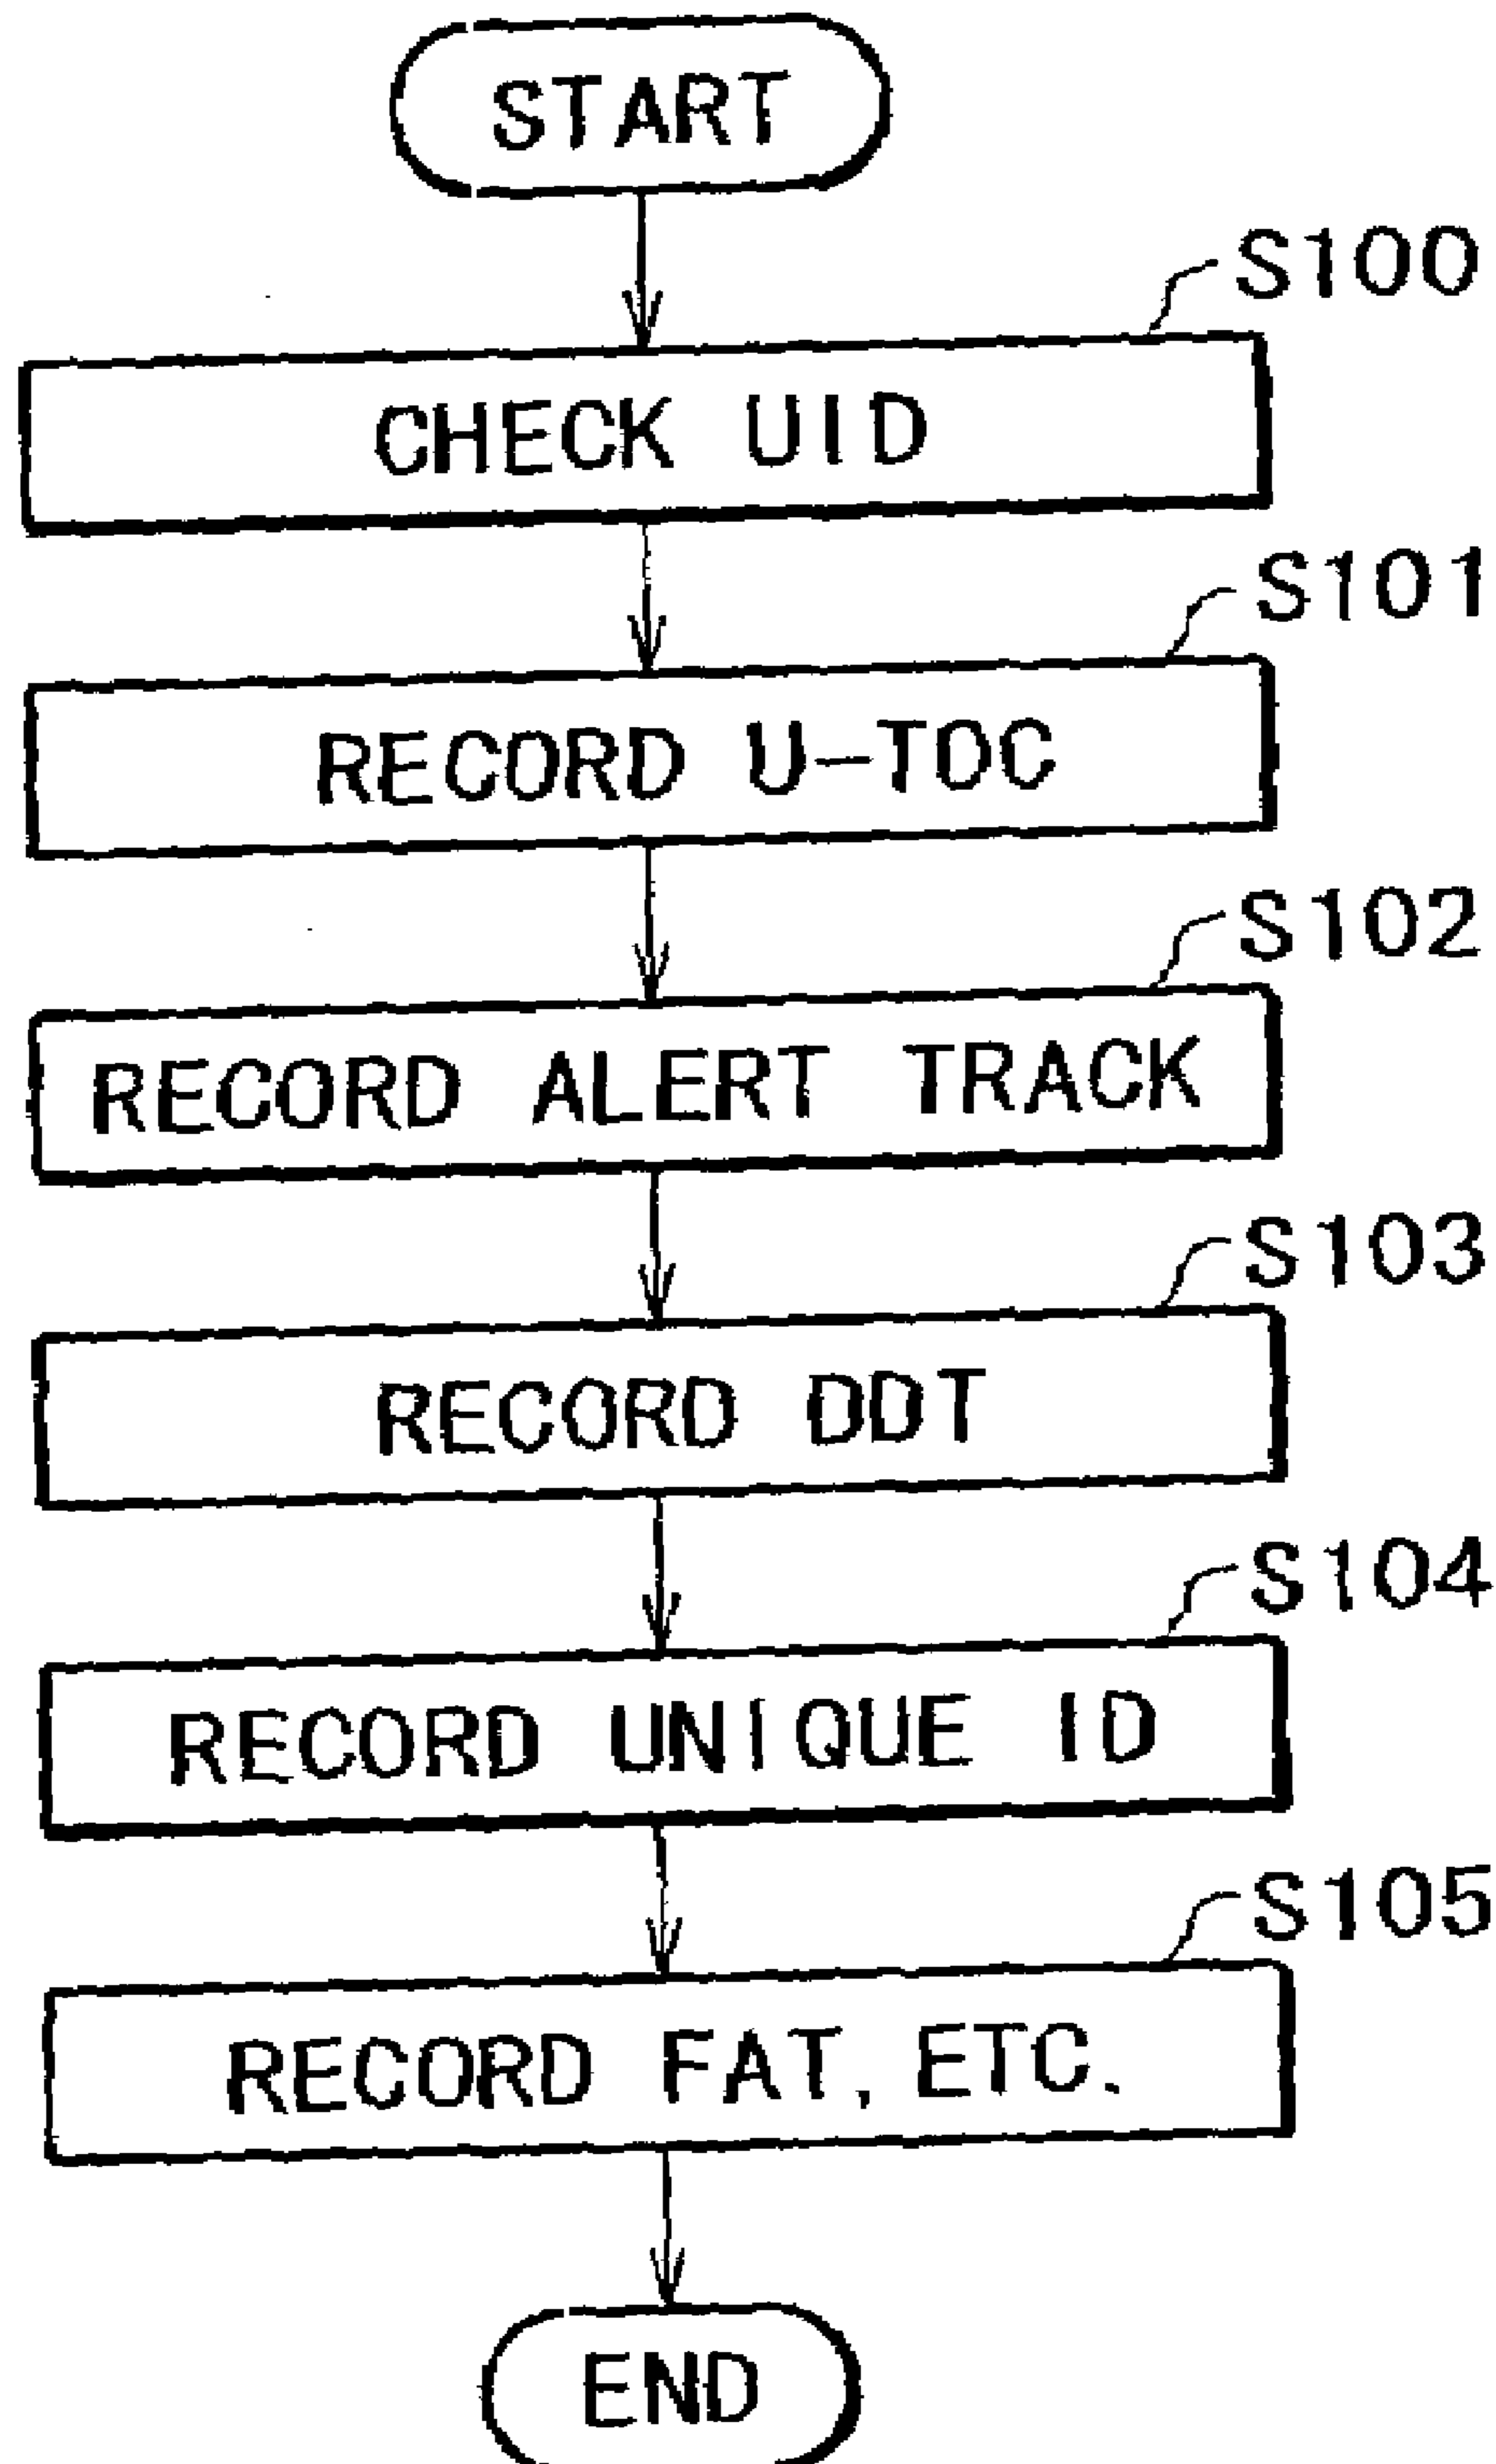 START
S100
CHECK UID
S101
RECORD U-TOC
S102
RECORD ALERT TRACK
S103
RECORD DDT
S104
RECORD UNIQUE ID
S105
RECORD FAT, ETC.
END